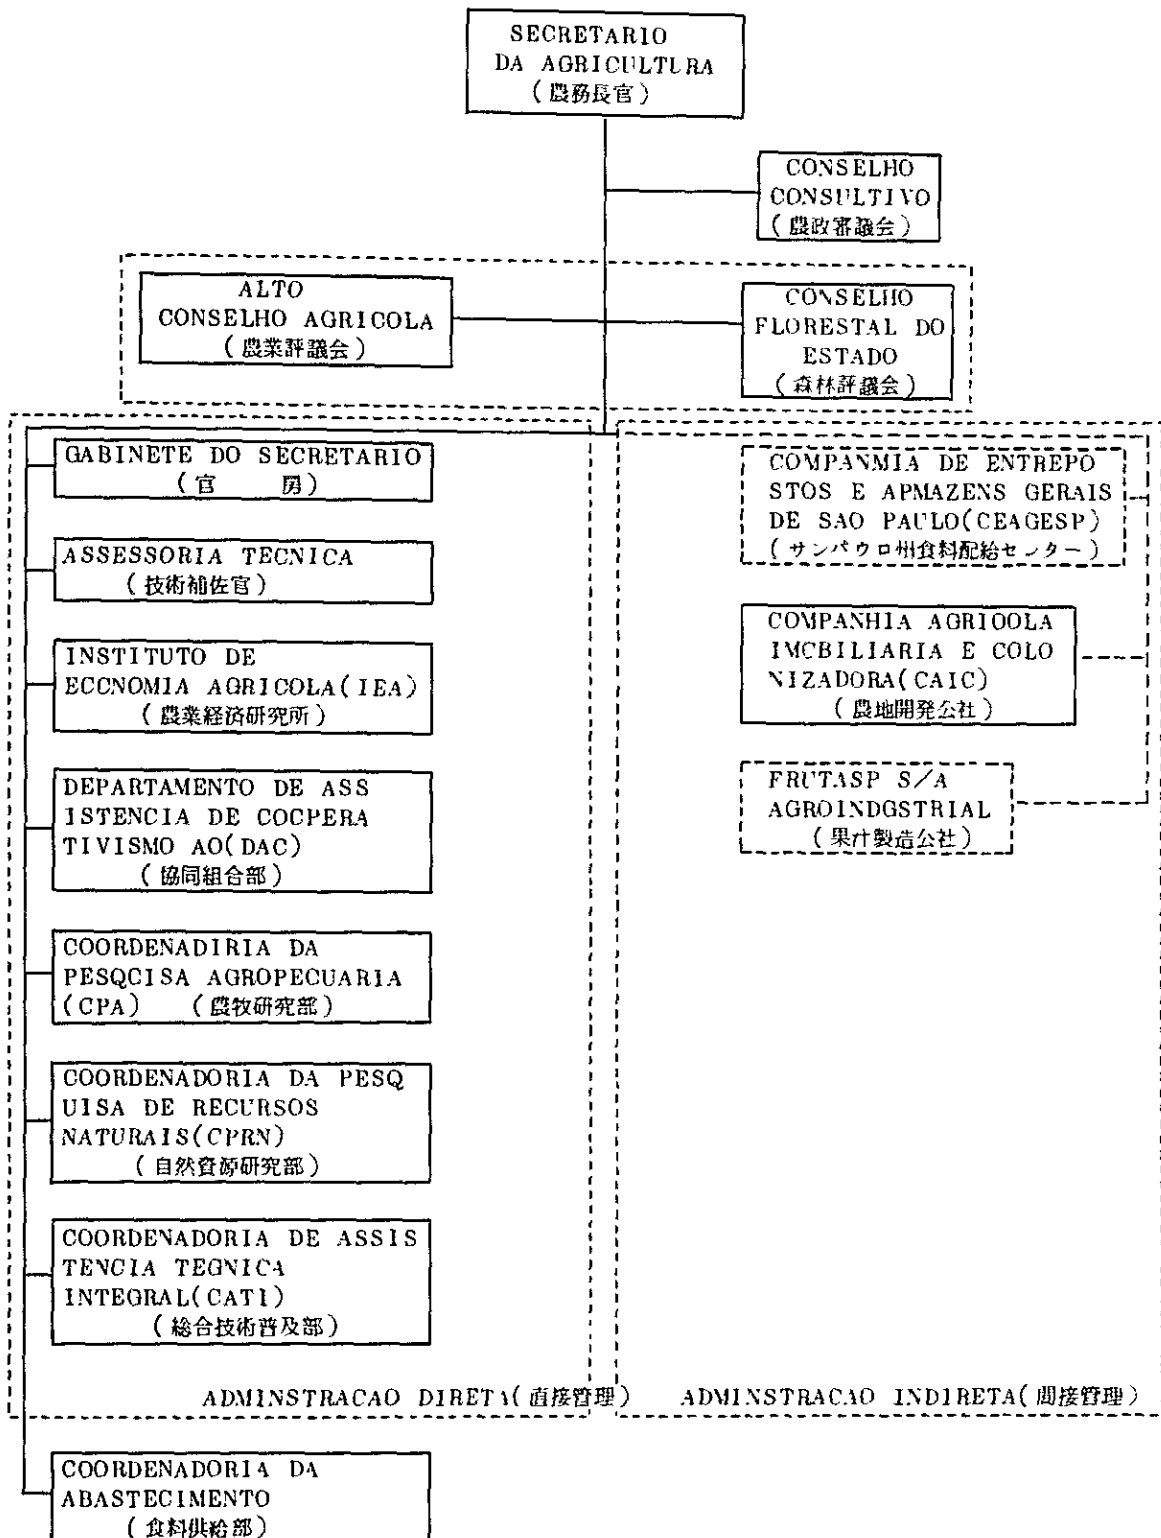 SECRETARIO
DA AGRICULTURA
(農務長官)
CONSELHO
CONSULTIVO
(農政審議会)
ALTO
CONSELHO AGRICOLA
(農業評議会)
CONSELHO
FLORESTAL DO
ESTADO
(森林評議会)
GABINETE DO SECRETARIO
(官 房)
ASSESSORIA TECNICA
(技術補佐官)
INSTITUTO DE
ECCNOMIA AGRICOLA(IEA)
(農業経済研究所)
DEPARTAMENTO DE ASS
ISTENCIA DE COCPERA
TIVISMO AO(DAC)
(協同組合部)
COORDENADIRIA DA
PESQCISA AGROPECUARIA
(CPA) (農牧研究部)
COORDENADORIA DA PESQ
UISA DE RECURSOS
NATURAIS(CPRN)
(自然資源研究部)
COORDENADORIA DE ASSIS
TENCIA TEGNICA
INTEGRAL(CATI)
(総合技術普及部)
ADMINSTRACAO DIRETA(直接管理)
COORDENADORIA DA
ABASTECIMENTO
(食料供給部)
COMPANMIA DE ENTREPO
STOS E APMAZENS GERAIS
DE SAO PAULO(CEAGESP)
(サンパウロ州食料配給センター)
COMPANHIA AGRIOOLA
IMCBILIARIA E COLO
NIZADORA(CAIC)
(農地開発公社)
FRUTASP S/A
AGROINDGSTRIAL
(果汁製造公社)
ADMINSTRACAO INDIRETA(間接管理)